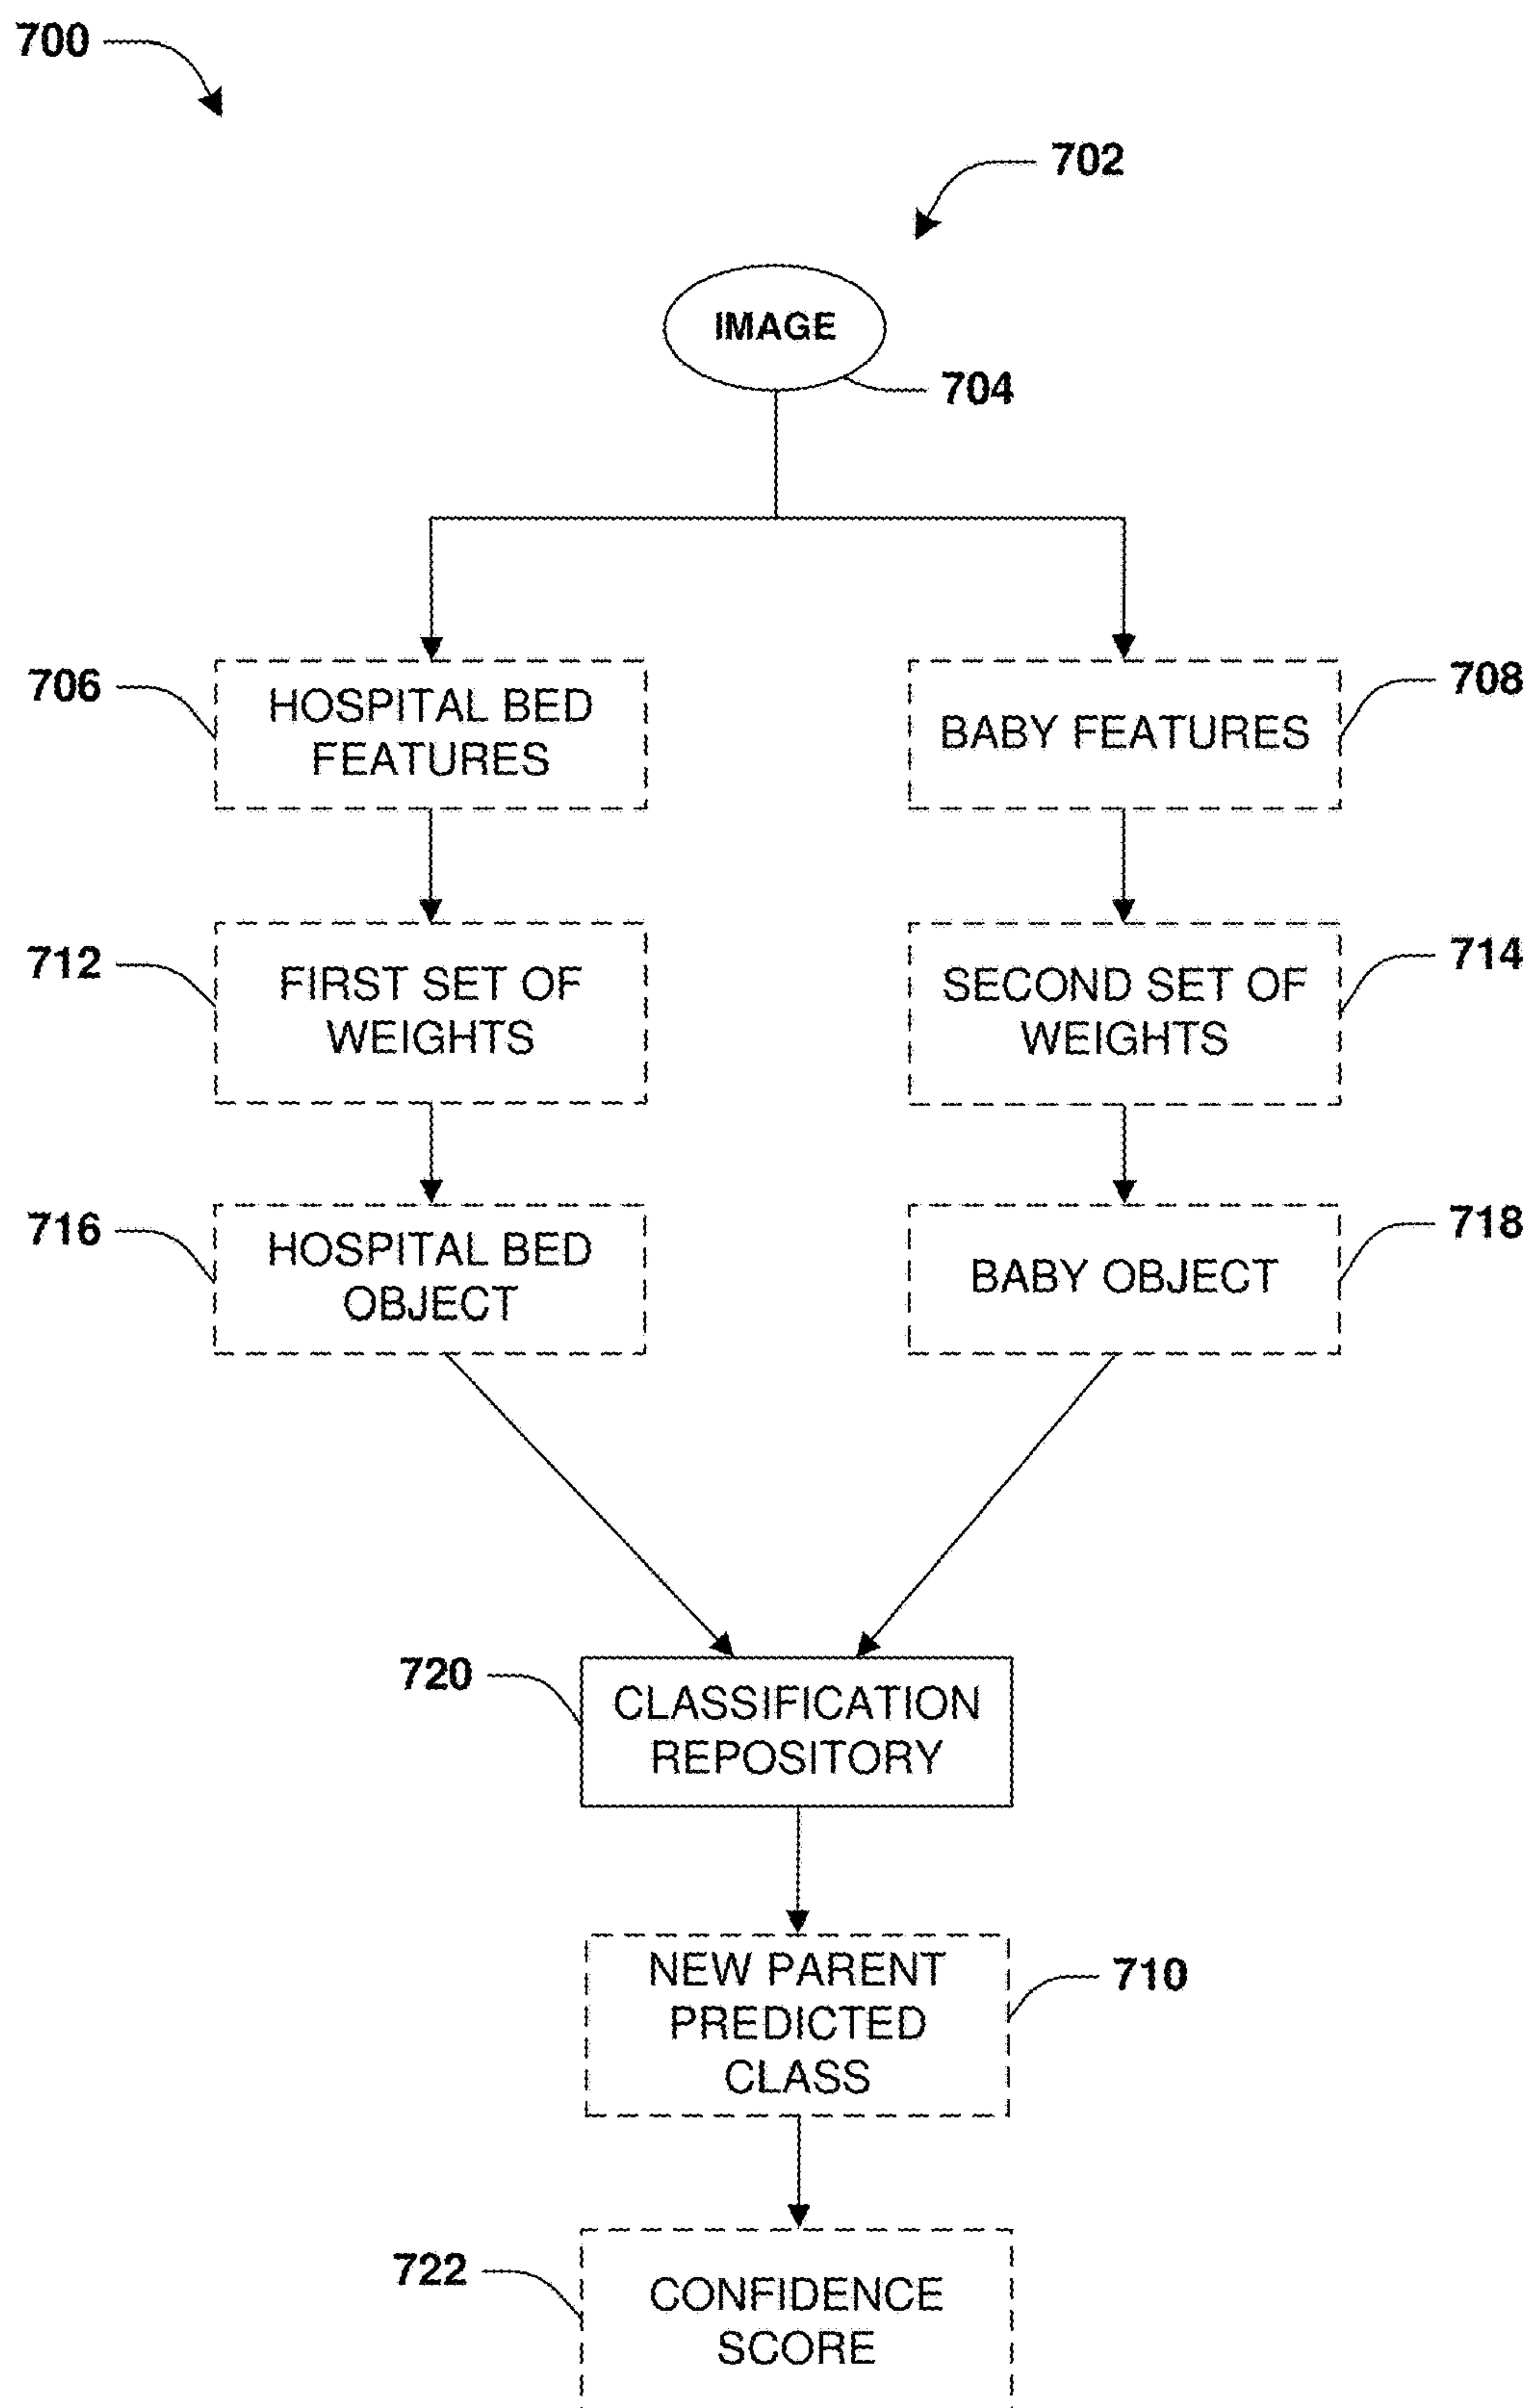 700
702
IMAGE
704
706
HOSPITAL BED
FEATURES
BABY FEATURES
708
712
FIRST SET OF
WEIGHTS
SECOND SET OF
WEIGHTS
714
716
HOSPITAL BED
OBJECT
BABY OBJECT
718
720
CLASSIFICATION
REPOSITORY
NEW PARENT
PREDICTED
CLASS
710
722
CONFIDENCE
SCORE